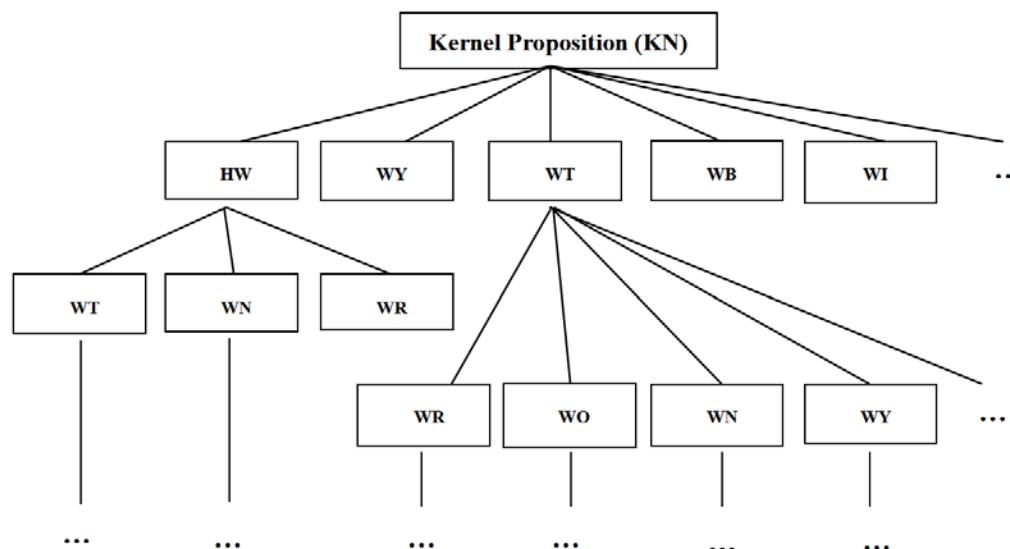 Kernel Proposition (KN)
HW WY WT WB WI ...
WT WN WR
WR WO WN WY ...
... ... ... ... ... ...